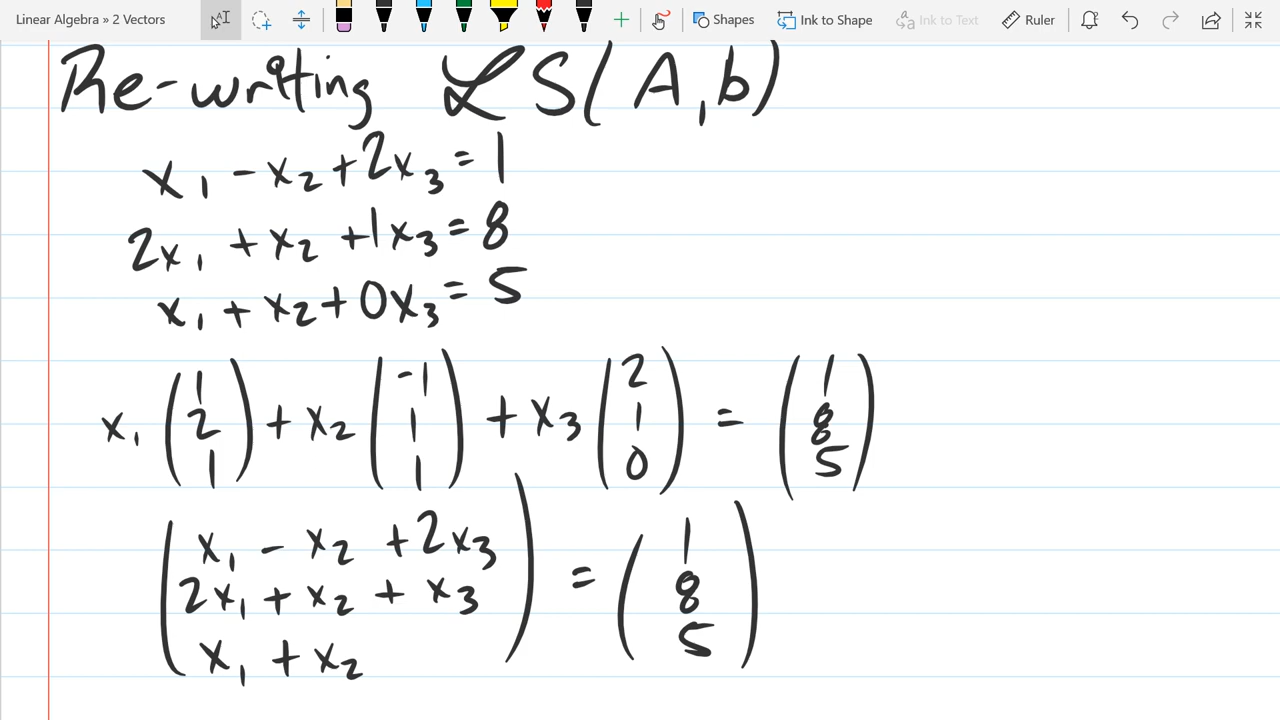 Linear Algebra » 2 Vectors
Shapes
Ink to Shape
Ink to Text
Ruler
Re-writing LS(A,b)
x₁ - x₂ + 2x₃ = 1
2x₁ + x₂ + 1x₃ = 8
x₁ + x₂ + 0x₃ = 5
x₁ (1 2 1) + x₂ (-1 1 1) + x₃ (2 1 0) = (1 8 5)
(x₁ - x₂ + 2x₃
2x₁ + x₂ + x₃
x₁ + x₂) = (1 8 5)